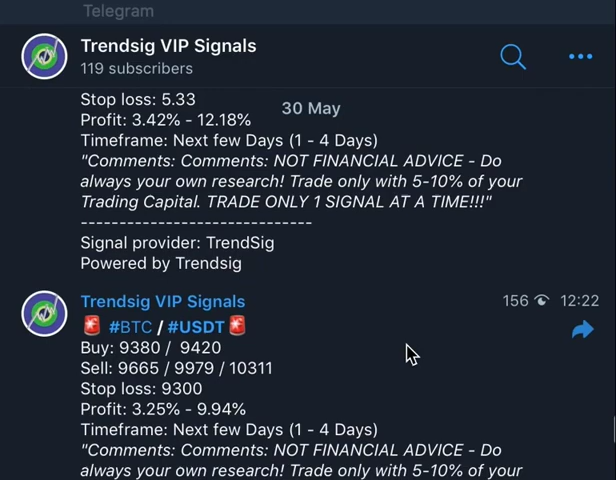 Telegram
Trendsig VIP Signals
119 subscribers
Stop loss: 5.33
30 May
Profit: 3.42% - 12.18%
Timeframe: Next few Days (1 - 4 Days)
"Comments: Comments: NOT FINANCIAL ADVICE - Do
always your own research! Trade only with 5-10% of your
Trading Capital. TRADE ONLY 1 SIGNAL AT A TIME!!!"
------------------------------
Signal provider: TrendSig
Powered by Trendsig
Trendsig VIP Signals 156 12:22
🚨 #BTC / #USDT🚨
Buy: 9380 / 9420
Sell: 9665 / 9979 / 10311
Stop loss: 9300
Profit: 3.25% - 9.94%
Timeframe: Next few Days (1 - 4 Days)
"Comments: Comments: NOT FINANCIAL ADVICE - Do
always your own research! Trade only with 5-10% of your